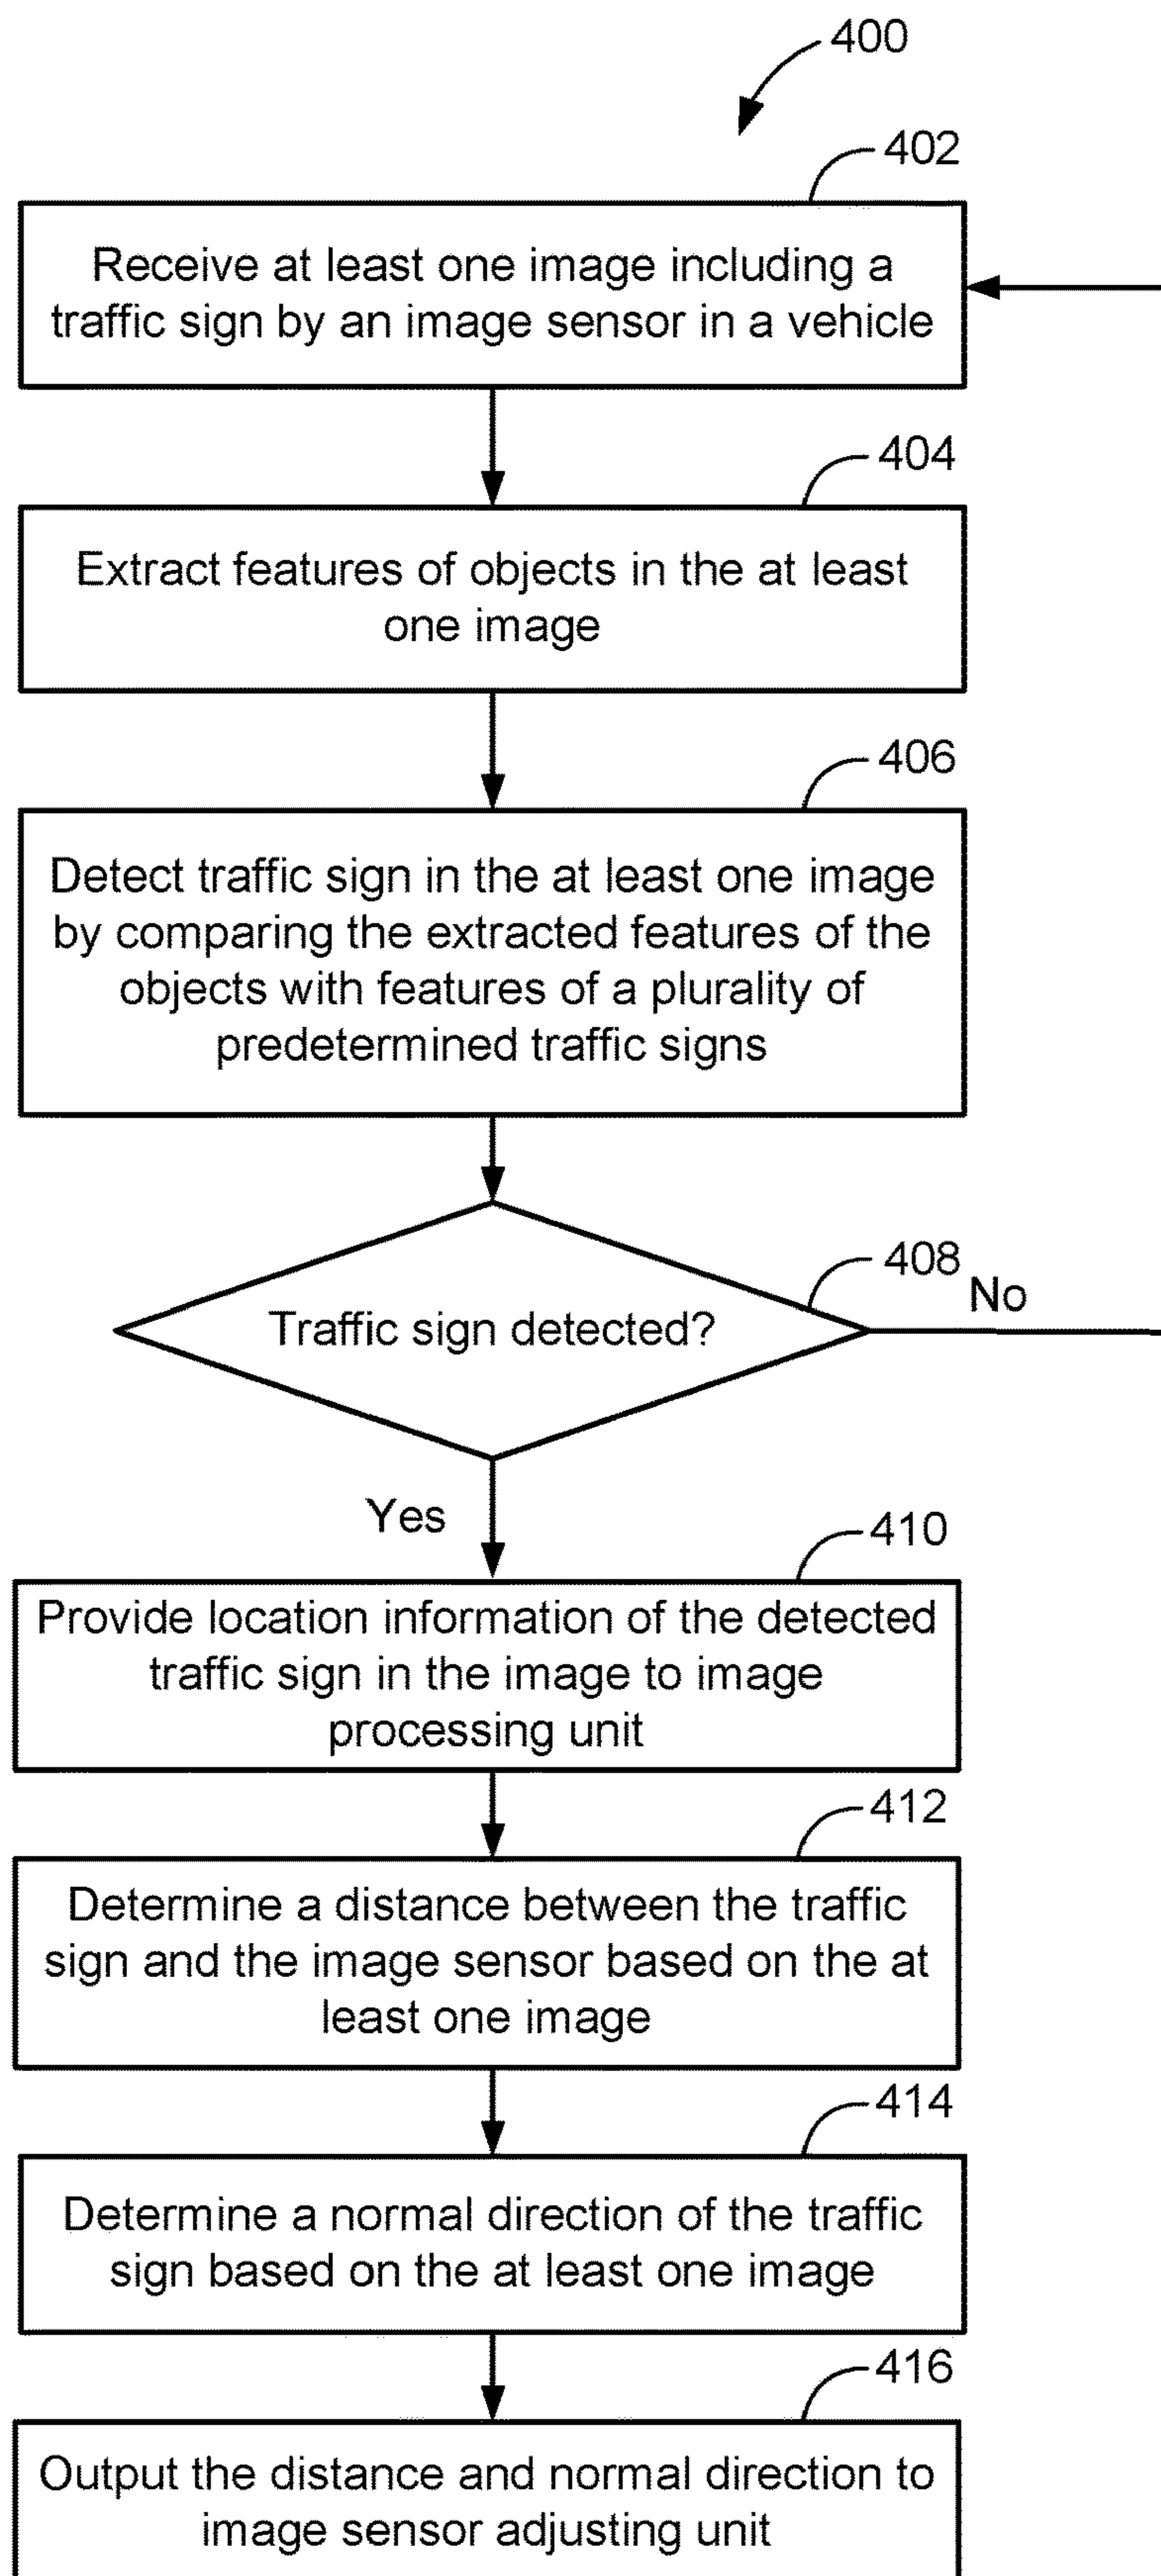 400
402
Receive at least one image including a
traffic sign by an image sensor in a vehicle
404
Extract features of objects in the at least
one image
406
Detect traffic sign in the at least one image
by comparing the extracted features of the
objects with features of a plurality of
predetermined traffic signs
408
No
Traffic sign detected?
Yes
410
Provide location information of the detected
traffic sign in the image to image
processing unit
412
Determine a distance between the traffic
sign and the image sensor based on the at
least one image
414
Determine a normal direction of the traffic
sign based on the at least one image
416
Output the distance and normal direction to
image sensor adjusting unit